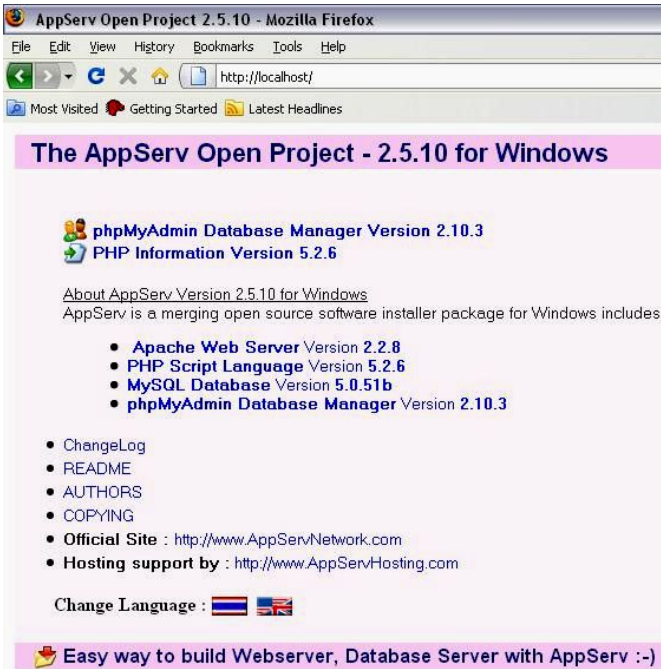 AppServ Open Project 2.5.10 - Mozilla Firefox
File Edit View History Bookmarks Tools Help
http://localhost/
Most Visited Getting Started Latest Headlines
The AppServ Open Project - 2.5.10 for Windows
phpMyAdmin Database Manager Version 2.10.3
PHP Information Version 5.2.6
About AppServ Version 2.5.10 for Windows
AppServ is a merging open source software installer package for Windows includes
• Apache Web Server Version 2.2.8
• PHP Script Language Version 5.2.6
• MySQL Database Version 5.0.51b
• phpMyAdmin Database Manager Version 2.10.3
• ChangeLog
• README
• AUTHORS
• COPYING
• Official Site : http://www.AppServNetwork.com
• Hosting support by : http://www.AppServHosting.com
Change Language :
Easy way to build Webserver, Database Server with AppServ :-)